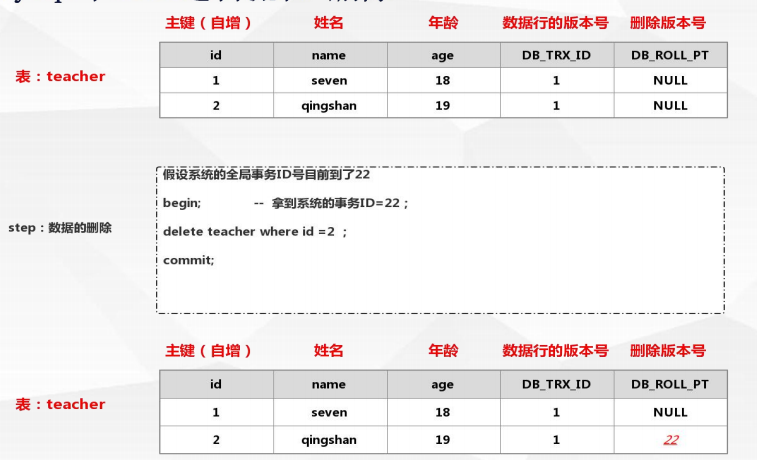 主键（自增） 姓名 年龄 数据行的版本号 删除版本号
id name age DB_TRX_ID DB_ROLL_PT
表：teacher
1 seven 18 1 NULL
2 qingshan 19 1 NULL
假设系统的全局事务ID号目前到了22
begin; -- 拿到系统的事务ID=22；
step：数据的删除
delete teacher where id =2 ；
commit;
主键（自增） 姓名 年龄 数据行的版本号 删除版本号
id name age DB_TRX_ID DB_ROLL_PT
表：teacher
1 seven 18 1 NULL
2 qingshan 19 1 22